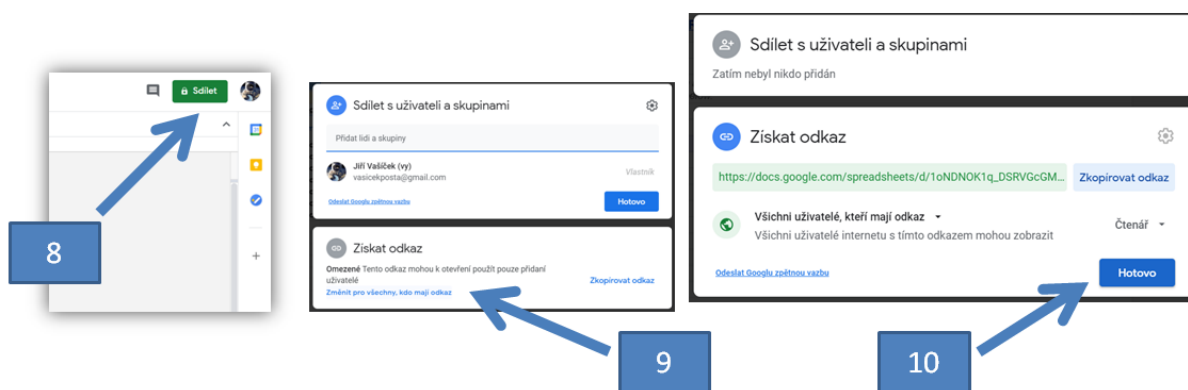 Sdílet
8
Sdílet s uživateli a skupinami
Přidat lidi a skupiny
Jiří Vašíček (vy)
vasicekposta@gmail.com
Vlastník
Odeslat Googlu zpětnou vazbu
Hotovo
Získat odkaz
Omezené Tento odkaz mohou k otevření použít pouze přidaní
uživatelé
Změnit pro všechny, kdo mají odkaz
Zkopírovat odkaz
9
Sdílet s uživateli a skupinami
Zatím nebyl nikdo přidán
Získat odkaz
https://docs.google.com/spreadsheets/d/1oNDNOK1q_DSRVGcGM...
Zkopírovat odkaz
Všichni uživatelé, kteří mají odkaz
Všichni uživatelé internetu s tímto odkazem mohou zobrazit
Čtenář
Odeslat Googlu zpětnou vazbu
Hotovo
10